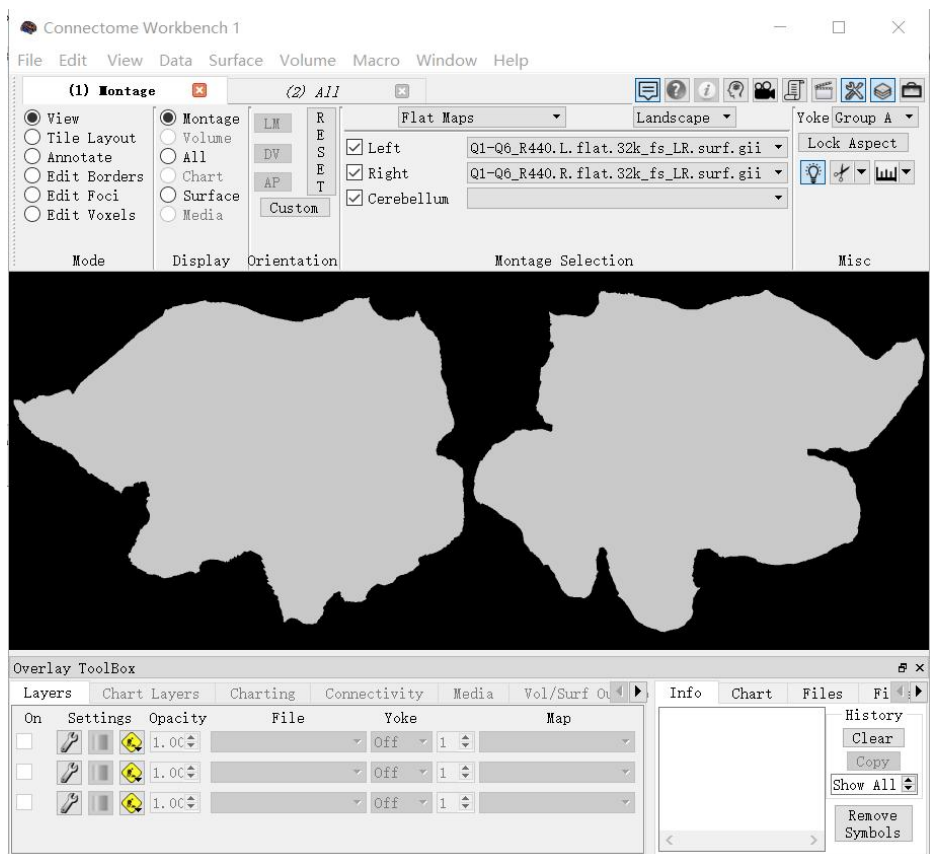 Connectome Workbench 1
File Edit View Data Surface Volume Macro Window Help
(1) Montage (2) All
View Montage LM RESET Flat Maps Landscape Yoke Group A
Tile Layout Volume Left Q1-Q6_R440.L.flat.32k_fs_LR.surf.gii Lock Aspect
Annotate All DV Right Q1-Q6_R440.R.flat.32k_fs_LR.surf.gii
Edit Borders Chart AP Cerebellum
Edit Foci Surface Custom
Edit Voxels Media
Mode Display Orientation Montage Selection Misc
Overlay ToolBox
Layers Chart Layers Charting Connectivity Media Vol/Surf Info Chart Files Fi
On Settings Opacity File Yoke Map History
1.00 Off 1 Clear
Copy
1.00 Off 1 Show All
1.00 Off 1 Remove
Symbols